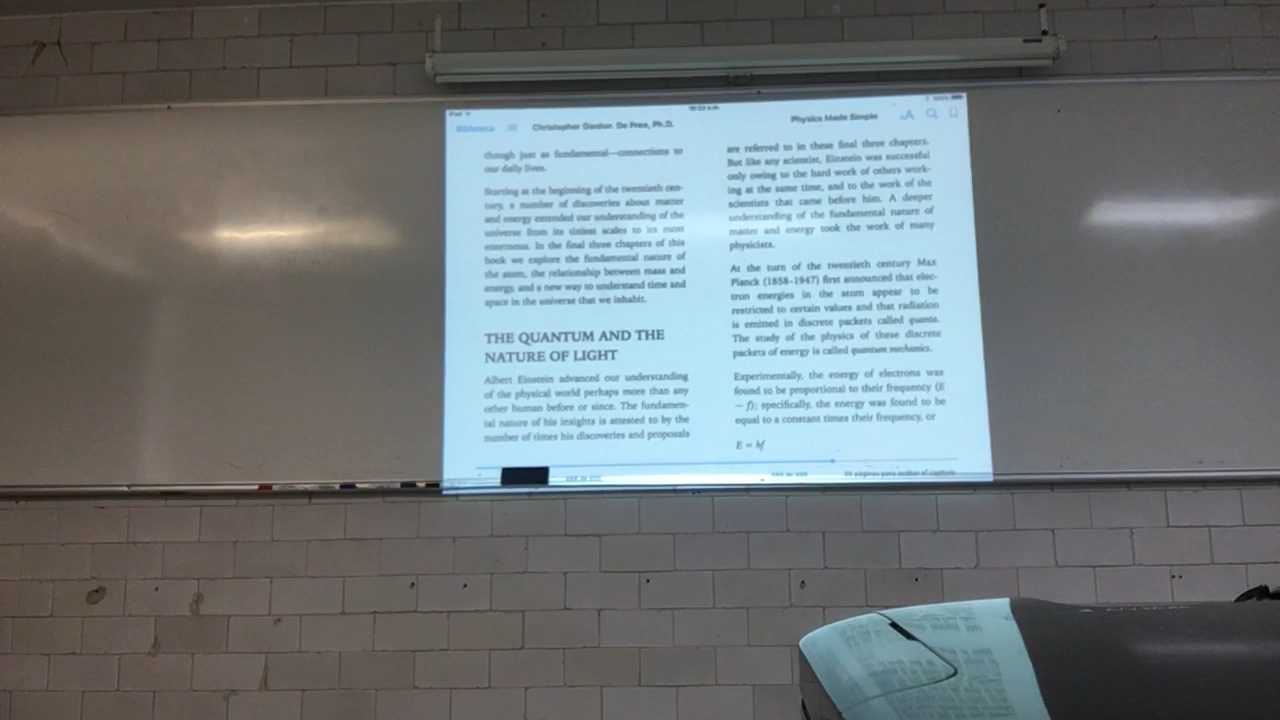 iPad
Biblioteca
Christopher Gordon De Pree, Ph.D.
Physics Made Simple
AA
though just as fundamental—connections to
our daily lives.
Starting at the beginning of the twentieth cen-
tury, a number of discoveries about matter
and energy extended our understanding of the
universe from its tiniest scales to its most
enormous. In the final three chapters of this
book we explore the fundamental nature of
the atom, the relationship between mass and
energy, and a new way to understand time and
space in the universe that we inhabit.
THE QUANTUM AND THE
NATURE OF LIGHT
Albert Einstein advanced our understanding
of the physical world perhaps more than any
other human before or since. The fundamen-
tal nature of his insights is attested to by the
number of times his discoveries and proposals
are referred to in these final three chapters.
But like any scientist, Einstein was successful
only owing to the hard work of others work-
ing at the same time, and to the work of the
scientists that came before him. A deeper
understanding of the fundamental nature of
matter and energy took the work of many
physicists.
At the turn of the twentieth century Max
Planck (1858–1947) first announced that elec-
tron energies in the atom appear to be
restricted to certain values and that radiation
is emitted in discrete packets called quanta.
The study of the physics of these discrete
packets of energy is called quantum mechanics.
Experimentally, the energy of electrons was
found to be proportional to their frequency (E
~ f); specifically, the energy was found to be
equal to a constant times their frequency, or
E = hf
páginas para acabar el capítulo